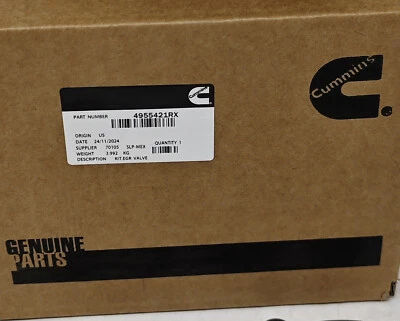 Cummins
PART NUMBER 4955421RX
ORIGIN US
DATE 24/11/2024
SUPPLIER 70105 SLP-MEX QUANTITY 1
WEIGHT 3.992 KG
DESCRIPTION KIT,EGR VALVE
GENUINE
PARTS